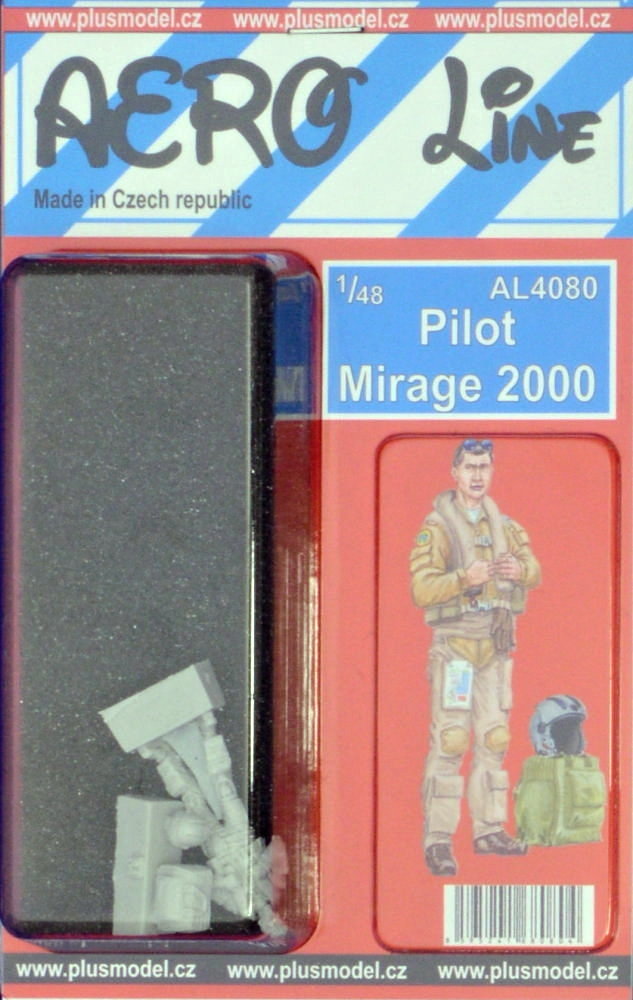 www.plusmodel.cz www.plusmodel.cz www.plusmodel.cz
AERO LINE
Made in Czech republic
1/48 AL4080
Pilot
Mirage 2000
www.plusmodel.cz www.plusmodel.cz www.plusmodel.cz